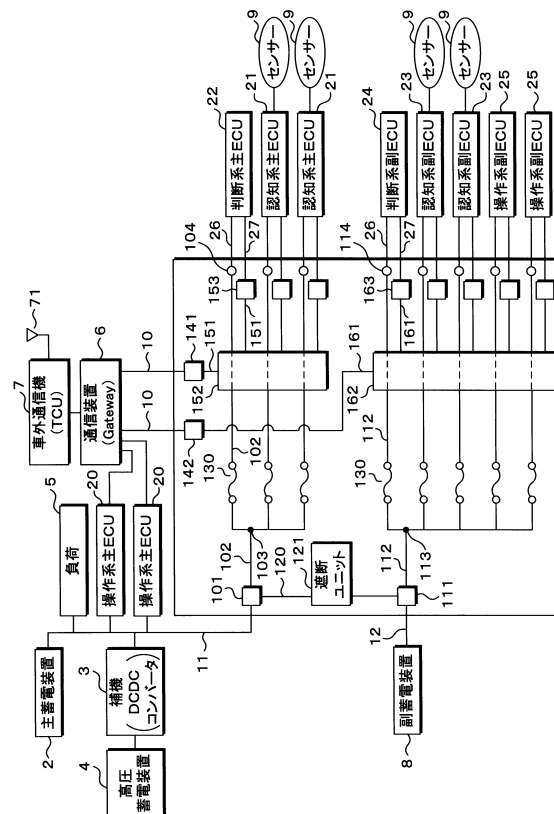 71
7
車外通信機
(TCU)
6
通信装置
(Gateway)
5
負荷
20
操作系主ECU
20
操作系主ECU
2
主蓄電装置
3
補機
(DCDC
コンバータ)
4
高圧
蓄電装置
11
10
10
141
142
151
152
151
153
104
26
27
22
判断系主ECU
21
認知系主ECU
21
認知系主ECU
9
センサー
9
センサー
102
130
102
103
101
120
121
遮断
ユニット
111
12
8
副蓄電装置
112
113
130
112
162
161
161
163
114
26
27
24
判断系副ECU
23
認知系副ECU
23
認知系副ECU
9
センサー
9
センサー
25
操作系副ECU
25
操作系副ECU